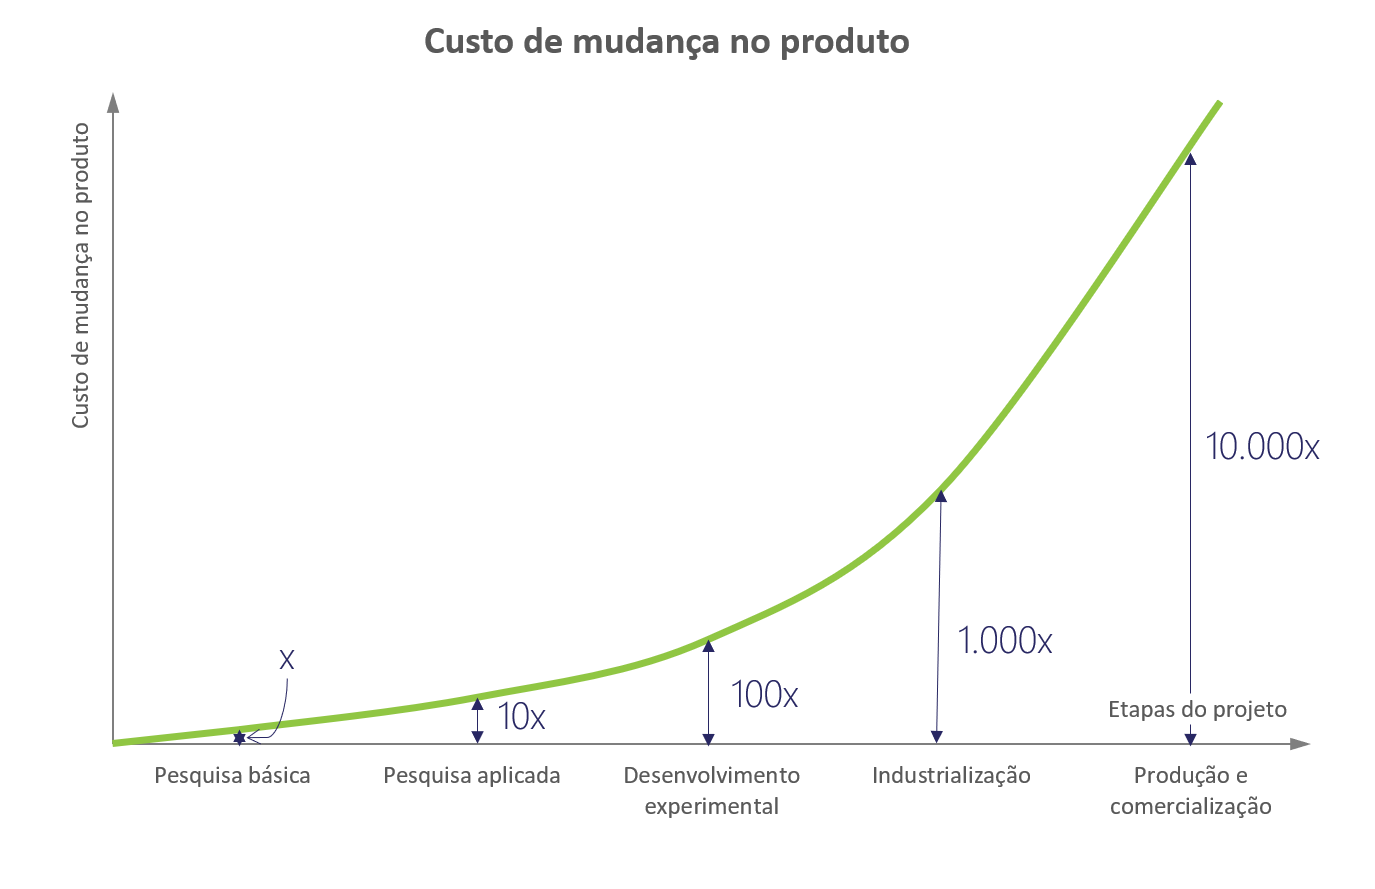 Custo de mudança no produto
Custo de mudança no produto
x
10x
100x
1.000x
10.000x
Etapas do projeto
Pesquisa básica
Pesquisa aplicada
Desenvolvimento
experimental
Industrialização
Produção e
comercialização